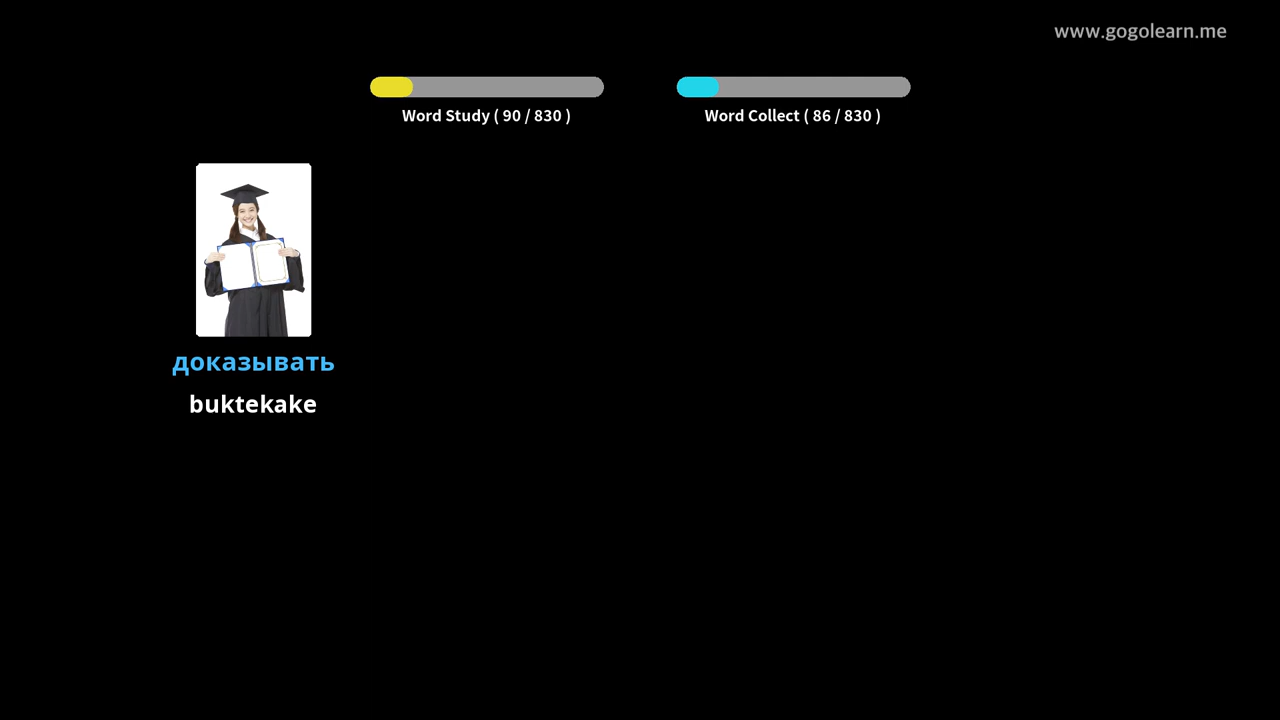 www.gogolearn.me
Word Study ( 90 / 830 )
Word Collect ( 86 / 830 )
доказывать
buktekake